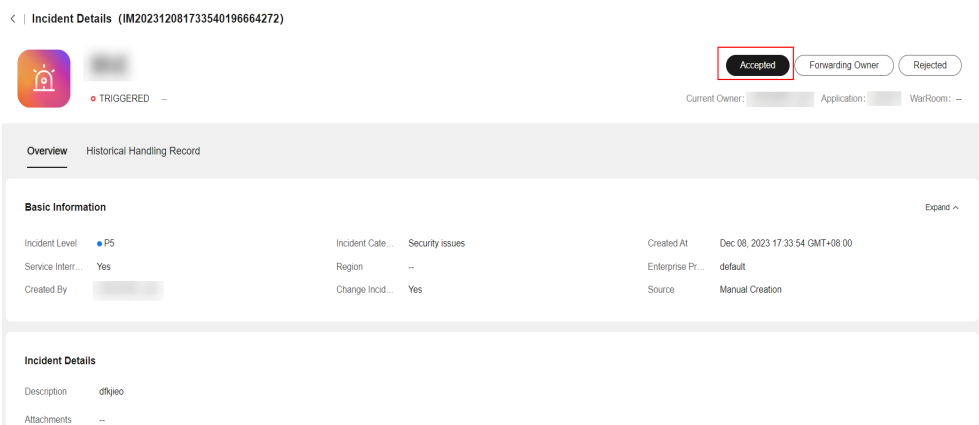 < | Incident Details (IM202312081733540196664272)
Accepted Forwarding Owner Rejected
TRIGGERED --
Current Owner: Application: WarRoom: --
Overview Historical Handling Record
Basic Information Expand
Incident Level P5 Incident Cate... Security issues Created At Dec 08, 2023 17:33:54 GMT+08:00
Service Interr... Yes Region -- Enterprise Pr... default
Created By Change Incid... Yes Source Manual Creation
Incident Details
Description dfkjieo
Attachments --